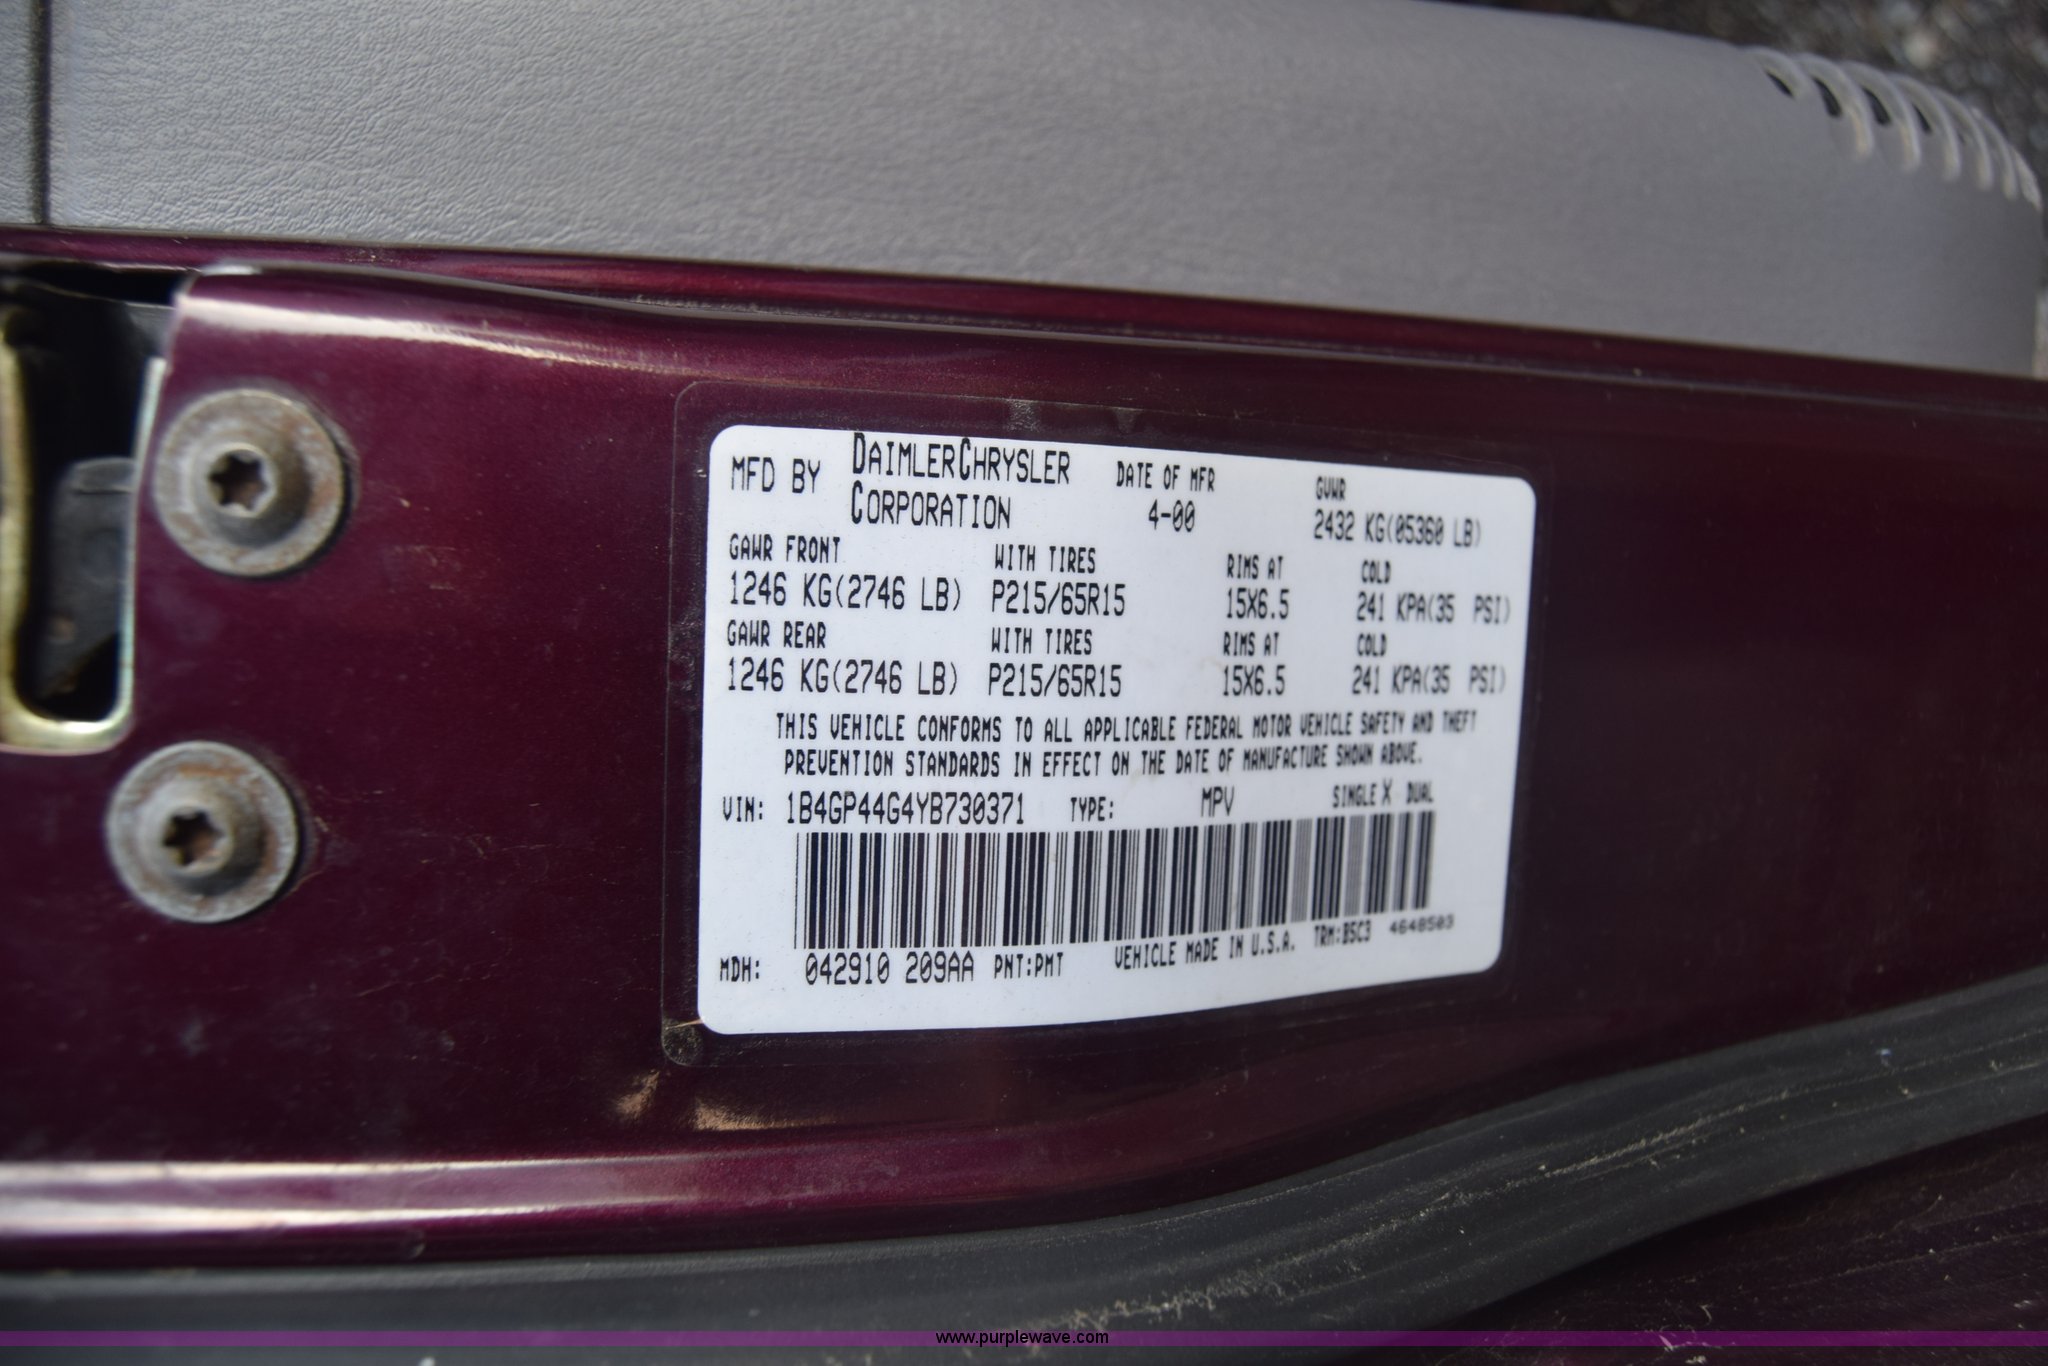 MFD BY DAIMLERCHRYSLER CORPORATION DATE OF MFR 4-00 GVWR 2432 KG(05360 LB)
GAWR FRONT WITH TIRES RIMS AT COLD
1246 KG(2746 LB) P215/65R15 15X6.5 241 KPA(35 PSI)
GAWR REAR WITH TIRES RIMS AT COLD
1246 KG(2746 LB) P215/65R15 15X6.5 241 KPA(35 PSI)
THIS VEHICLE CONFORMS TO ALL APPLICABLE FEDERAL MOTOR VEHICLE SAFETY AND THEFT
PREVENTION STANDARDS IN EFFECT ON THE DATE OF MANUFACTURE SHOWN ABOVE.
VIN: 1B4GP44G4YB730371 TYPE: MPV SINGLE X DUAL
MDH: 042910 209AA PNT:PMT VEHICLE MADE IN U.S.A. TRM:B5C3 4648503
www.purplewave.com